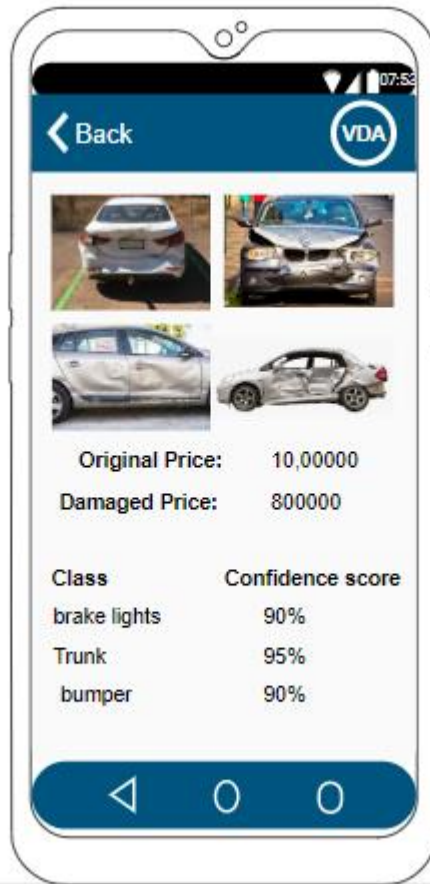 07:52
Back
VDA
Original Price: 10,00000
Damaged Price: 800000
Class Confidence score
brake lights 90%
Trunk 95%
bumper 90%